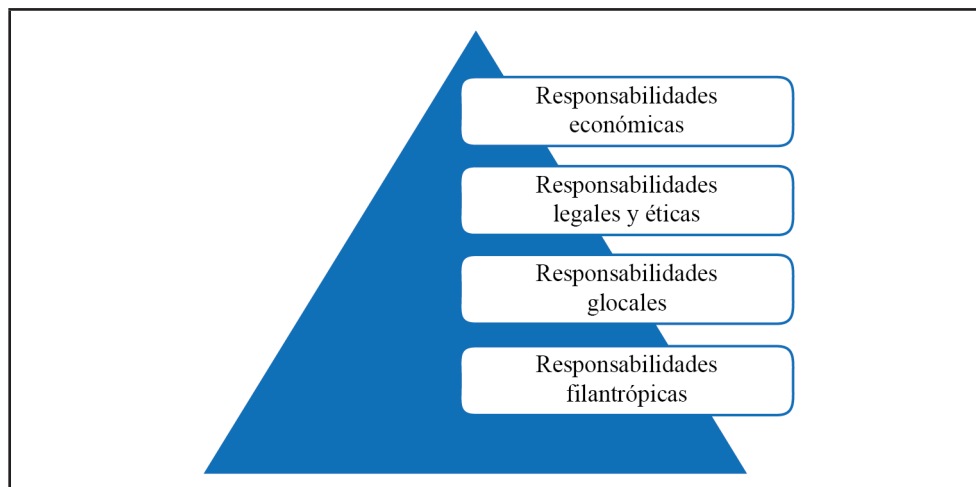 Responsabilidades
económicas
Responsabilidades
legales y éticas
Responsabilidades
glocales
Responsabilidades
filantrópicas